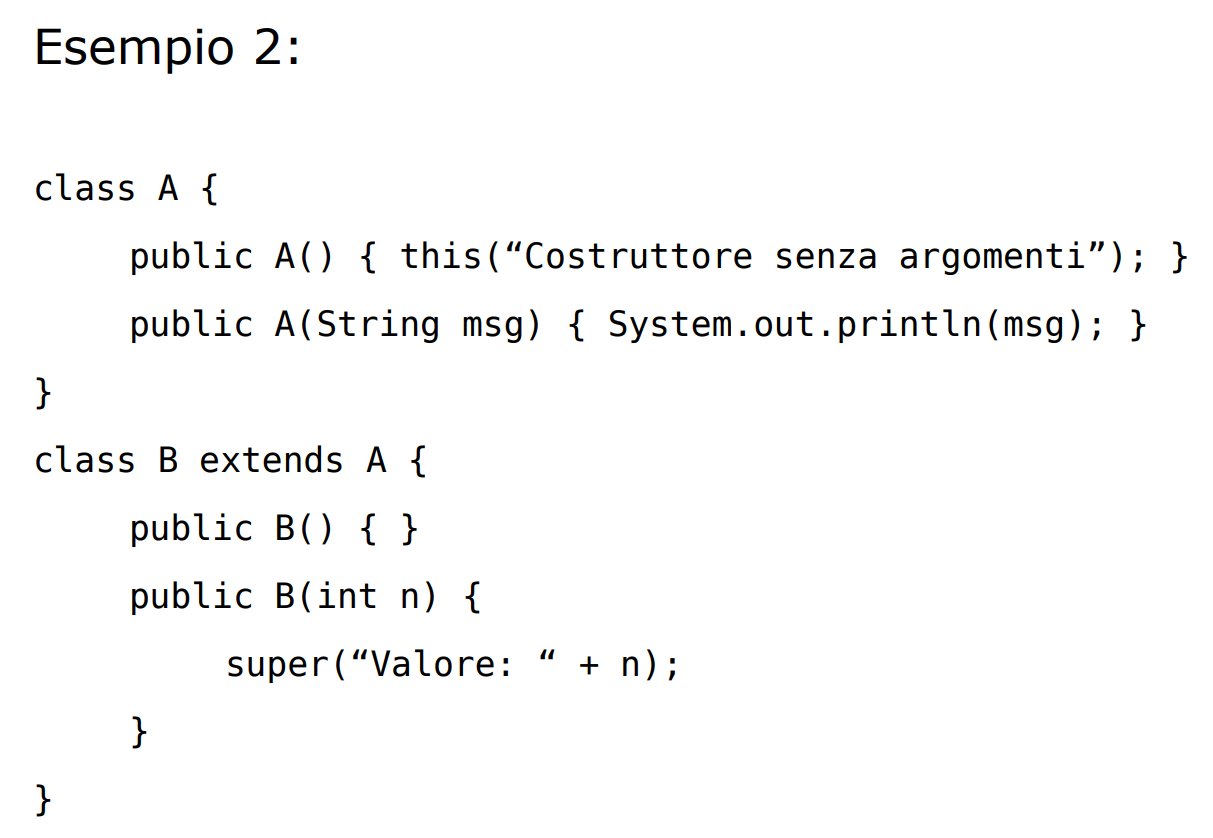 Esempio 2:
class A {
public A() { this(“Costruttore senza argomenti”); }
public A(String msg) { System.out.println(msg); }
}
class B extends A {
public B() { }
public B(int n) {
super(“Valore: “ + n);
}
}